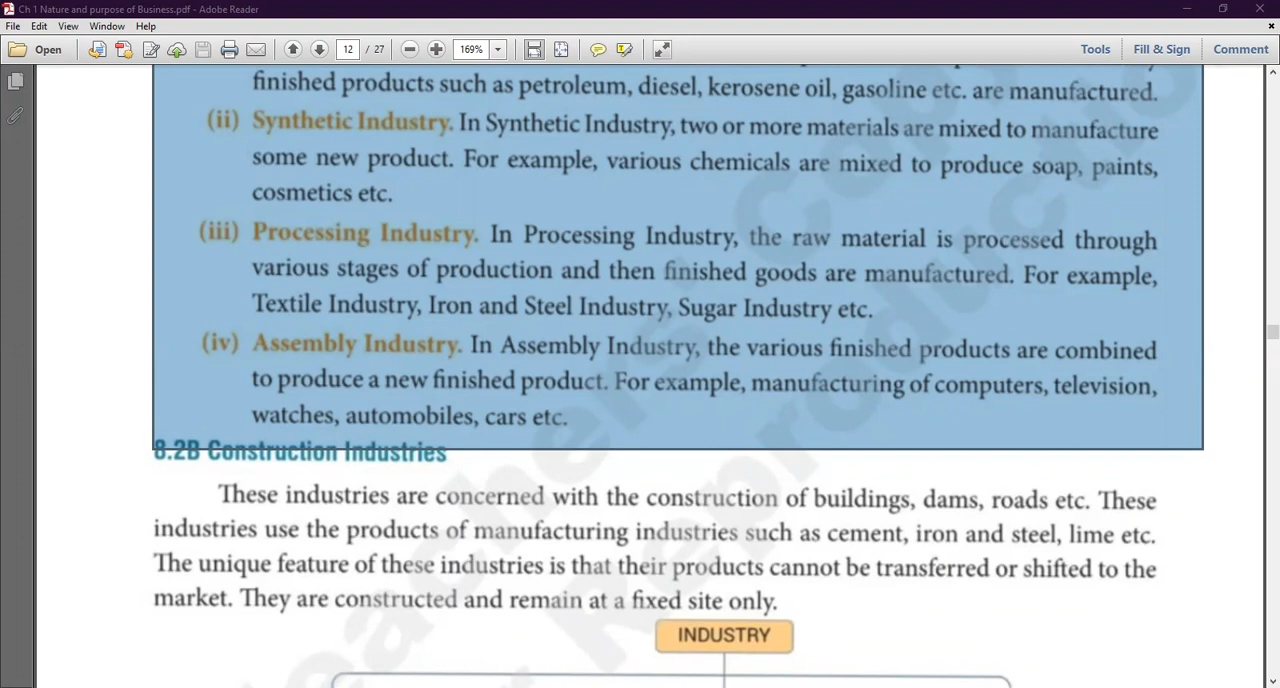 Ch 1 Nature and purpose of Business.pdf - Adobe Reader
File Edit View Window Help
Open 12 / 27 169% Tools Fill & Sign Comment
finished products such as petroleum, diesel, kerosene oil, gasoline etc. are manufactured.
(ii) Synthetic Industry. In Synthetic Industry, two or more materials are mixed to manufacture
some new product. For example, various chemicals are mixed to produce soap, paints,
cosmetics etc.
(iii) Processing Industry. In Processing Industry, the raw material is processed through
various stages of production and then finished goods are manufactured. For example,
Textile Industry, Iron and Steel Industry, Sugar Industry etc.
(iv) Assembly Industry. In Assembly Industry, the various finished products are combined
to produce a new finished product. For example, manufacturing of computers, television,
watches, automobiles, cars etc.
8.2B Construction Industries
These industries are concerned with the construction of buildings, dams, roads etc. These
industries use the products of manufacturing industries such as cement, iron and steel, lime etc.
The unique feature of these industries is that their products cannot be transferred or shifted to the
market. They are constructed and remain at a fixed site only.
INDUSTRY